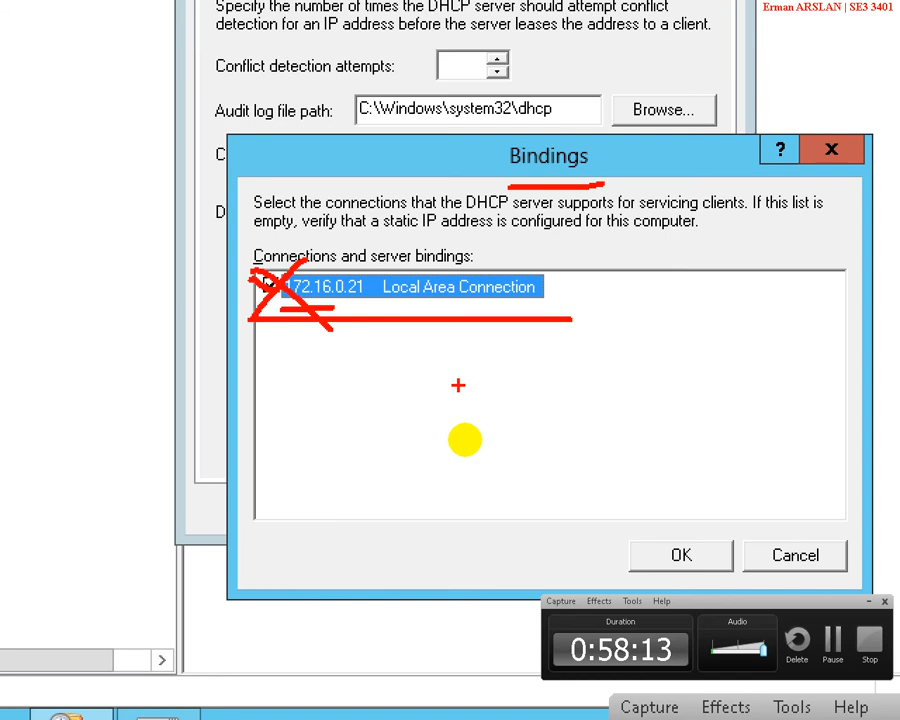 Specify the number of times the DHCP server should attempt conflict
detection for an IP address before the server leases the address to a client.
Erman ARSLAN | SE3 3401
Conflict detection attempts:
Audit log file path:
C:\Windows\system32\dhcp
Browse...
C
D
Bindings
?
X
Select the connections that the DHCP server supports for servicing clients. If this list is
empty, verify that a static IP address is configured for this computer.
Connections and server bindings:
172.16.0.21 Local Area Connection
OK
Cancel
Capture Effects Tools Help
Duration
0:58:13
Audio
Delete
Pause
Stop
Capture Effects Tools Help